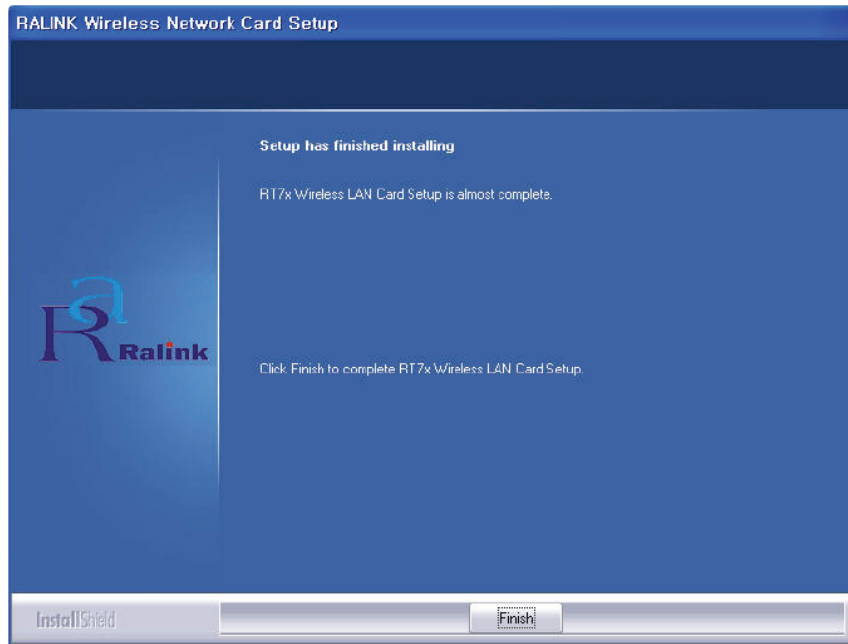 RALINK Wireless Network Card Setup
Setup has finished installing
RT7x Wireless LAN Card Setup is almost complete.
Ra
Ralink
Click Finish to complete RT7x Wireless LAN Card Setup.
InstallShield
Finish